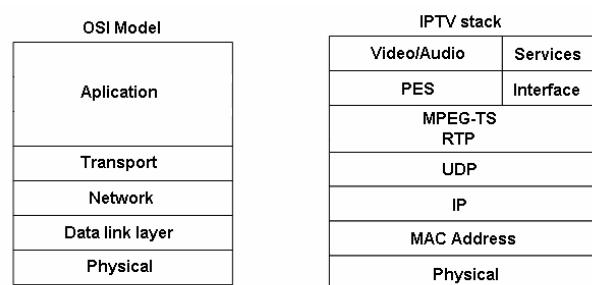 OSI Model
Aplication
Transport
Network
Data link layer
Physical
IPTV stack
Video/Audio Services
PES Interface
MPEG-TS
RTP
UDP
IP
MAC Address
Physical